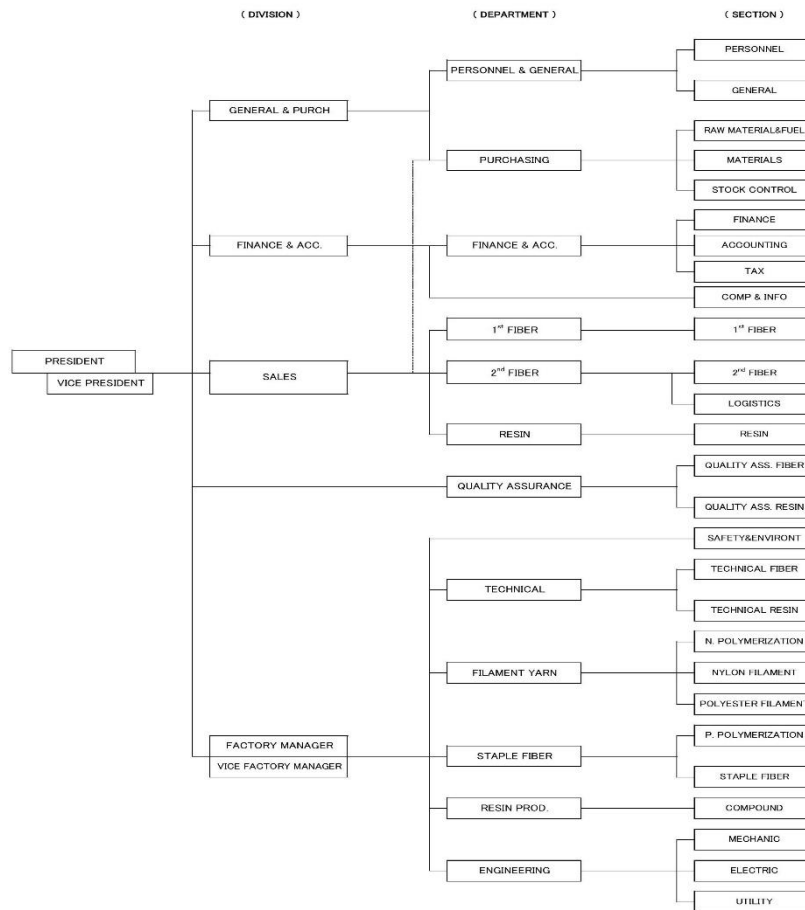 ( DIVISION ) ( DEPARTMENT ) ( SECTION )
PERSONNEL
PERSONNEL & GENERAL
GENERAL
GENERAL & PURCH
RAW MATERIAL&FUEL
PURCHASING
MATERIALS
STOCK CONTROL
FINANCE
FINANCE & ACC.
FINANCE & ACC.
ACCOUNTING
TAX
COMP & INFO
1st FIBER
1st FIBER
PRESIDENT
VICE PRESIDENT
SALES
2nd FIBER
2nd FIBER
LOGISTICS
RESIN
RESIN
QUALITY ASS. FIBER
QUALITY ASSURANCE
QUALITY ASS. RESIN
SAFETY&ENVIRONT
TECHNICAL FIBER
TECHNICAL
TECHNICAL RESIN
N. POLYMERIZATION
FILAMENT YARN
NYLON FILAMENT
POLYESTER FILAMENT
P. POLYMERIZATION
FACTORY MANAGER
VICE FACTORY MANAGER
STAPLE FIBER
STAPLE FIBER
RESIN PROD.
COMPOUND
MECHANIC
ENGINEERING
ELECTRIC
UTILITY